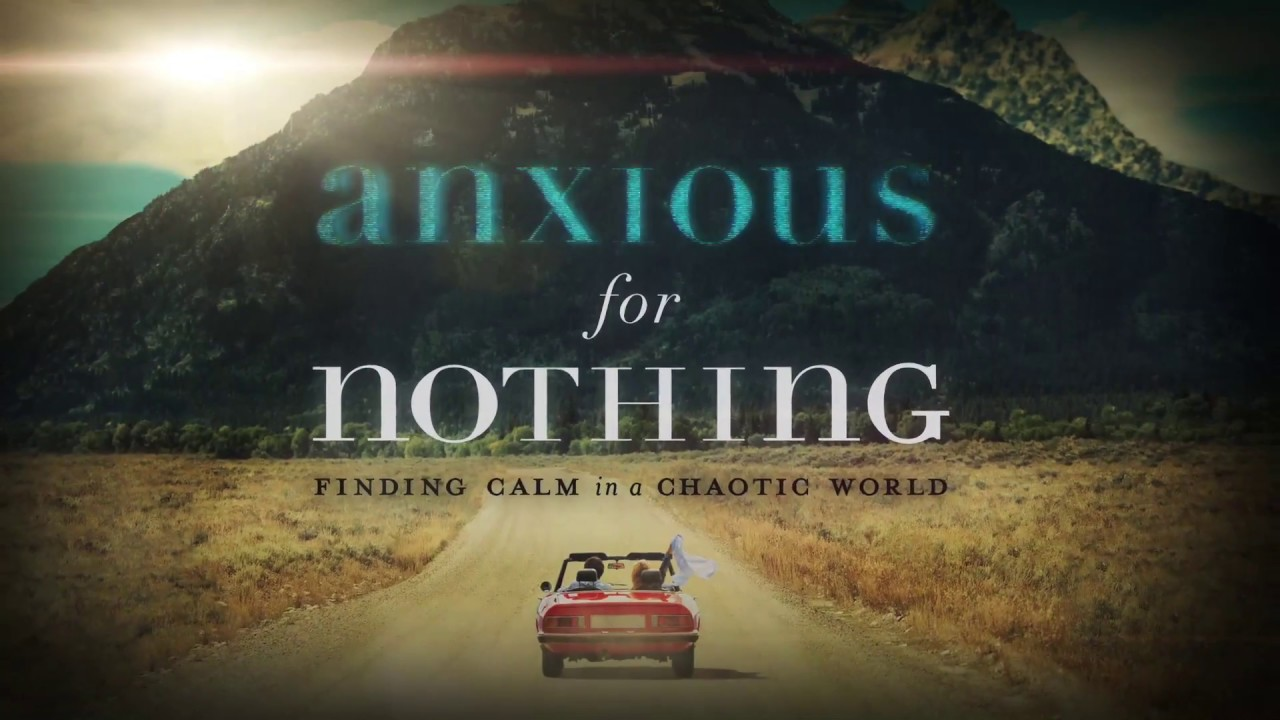 anxious
for
NOTHING
FINDING CALM in a CHAOTIC WORLD